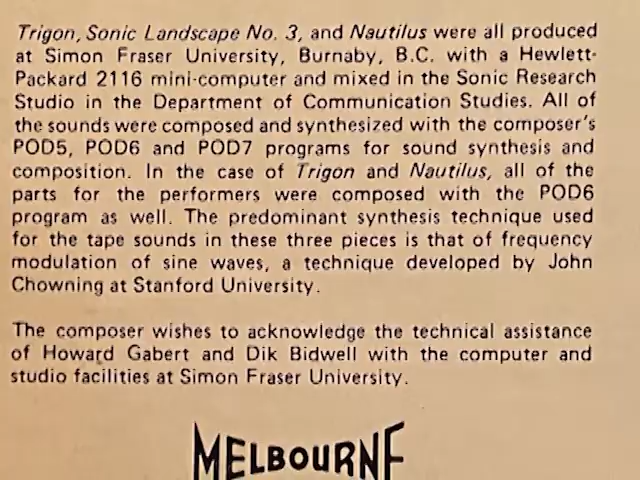 Trigon, Sonic Landscape No. 3, and Nautilus were all produced
at Simon Fraser University, Burnaby, B.C. with a Hewlett-
Packard 2116 mini-computer and mixed in the Sonic Research
Studio in the Department of Communication Studies. All of
the sounds were composed and synthesized with the composer's
POD5, POD6 and POD7 programs for sound synthesis and
composition. In the case of Trigon and Nautilus, all of the
parts for the performers were composed with the POD6
program as well. The predominant synthesis technique used
for the tape sounds in these three pieces is that of frequency
modulation of sine waves, a technique developed by John
Chowning at Stanford University.
The composer wishes to acknowledge the technical assistance
of Howard Gabert and Dik Bidwell with the computer and
studio facilities at Simon Fraser University.
MELBOURNE